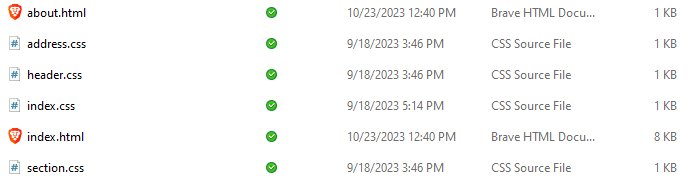 about.html 10/23/2023 12:40 PM Brave HTML Docu... 1 KB
address.css 9/18/2023 3:46 PM CSS Source File 1 KB
header.css 9/18/2023 3:46 PM CSS Source File 1 KB
index.css 9/18/2023 5:14 PM CSS Source File 1 KB
index.html 10/23/2023 12:40 PM Brave HTML Docu... 8 KB
section.css 9/18/2023 3:46 PM CSS Source File 1 KB